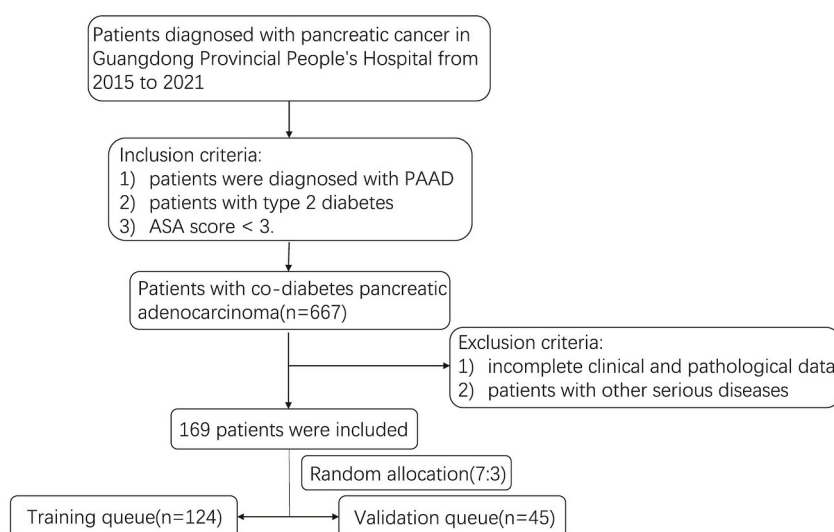 Patients diagnosed with pancreatic cancer in
Guangdong Provincial People's Hospital from
2015 to 2021
Inclusion criteria:
1) patients were diagnosed with PAAD
2) patients with type 2 diabetes
3) ASA score < 3.
Patients with co-diabetes pancreatic
adenocarcinoma(n=667)
Exclusion criteria:
1) incomplete clinical and pathological data
2) patients with other serious diseases
169 patients were included
Random allocation(7:3)
Training queue(n=124)
Validation queue(n=45)